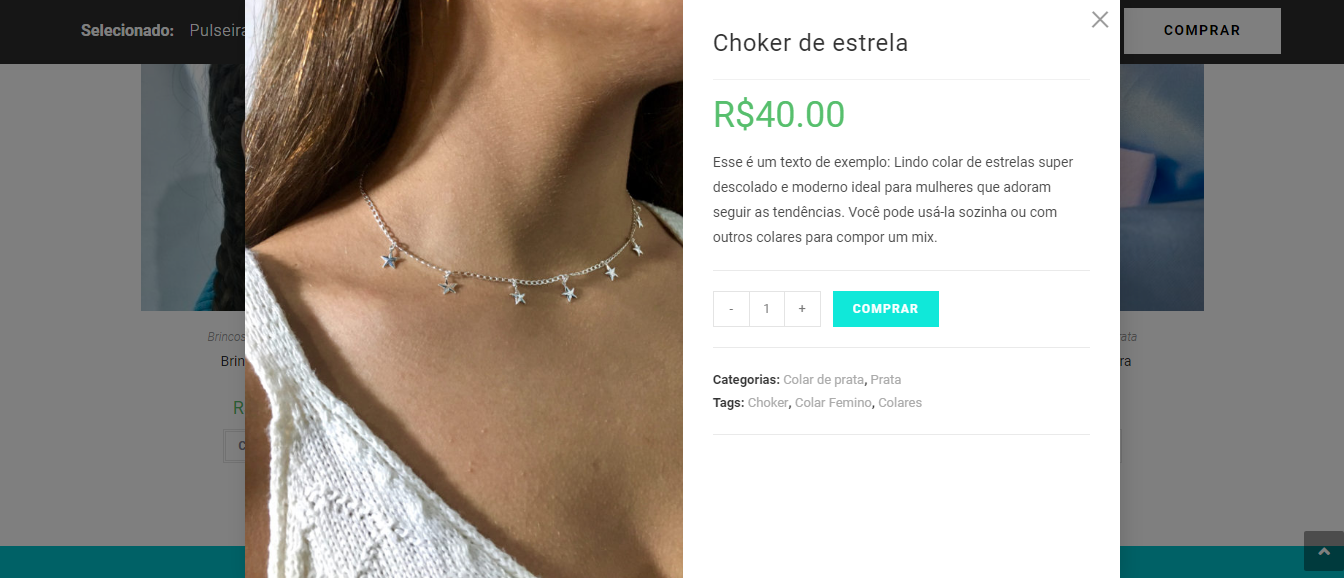 Selecionado: Pulseira
COMPRAR
Choker de estrela
R$40.00
Esse é um texto de exemplo: Lindo colar de estrelas super
descolado e moderno ideal para mulheres que adoram
seguir as tendências. Você pode usá-la sozinha ou com
outros colares para compor um mix.
- 1 +
COMPRAR
Categorias: Colar de prata, Prata
Tags: Choker, Colar Femino, Colares
Brincos
Brin
R
C
ata
ra